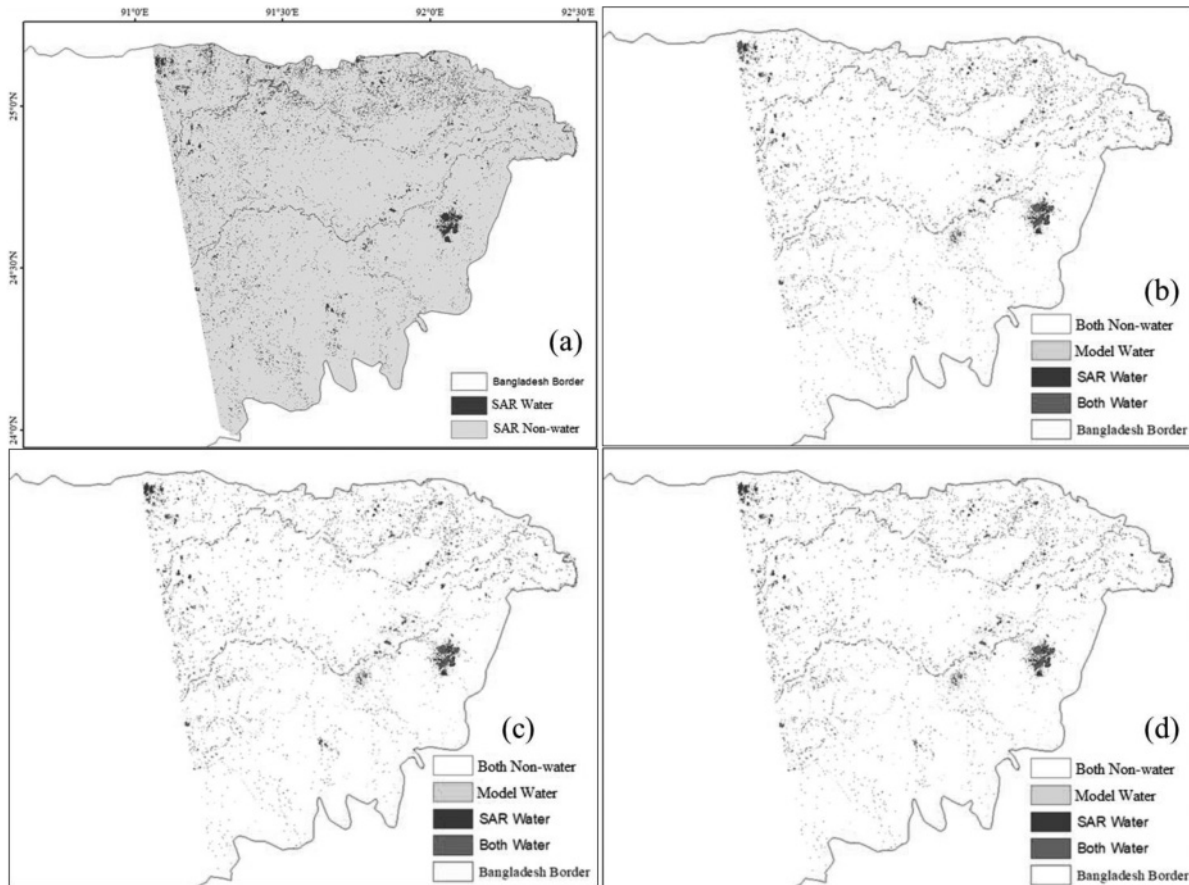 91°0'E 91°30'E 92°0'E 92°30'E
25°0'N
24°30'N
24°0'N
(a)
Bangladesh Border
SAR Water
SAR Non-water
(b)
Both Non-water
Model Water
SAR Water
Both Water
Bangladesh Border
(c)
Both Non-water
Model Water
SAR Water
Both Water
Bangladesh Border
(d)
Both Non-water
Model Water
SAR Water
Both Water
Bangladesh Border